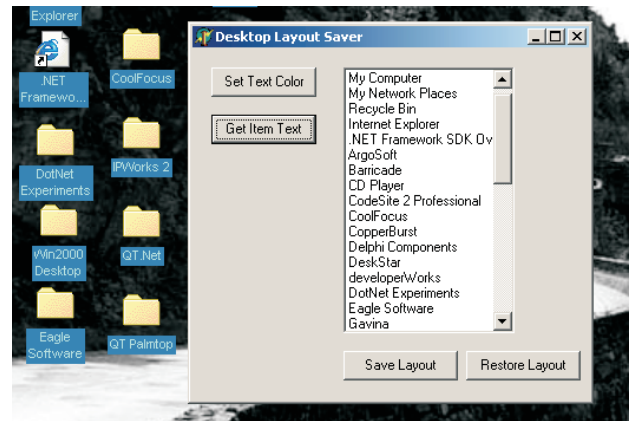 Explorer
.NET
Framewo...
CoolFocus
DotNet
Experiments
IPWorks 2
Win2000
Desktop
QT.Net
Eagle
Software
QT Palmtop
Desktop Layout Saver
Set Text Color
Get Item Text
My Computer
My Network Places
Recycle Bin
Internet Explorer
.NET Framework SDK Ov
ArgoSoft
Barricade
CD Player
CodeSite 2 Professional
CoolFocus
CopperBurst
Delphi Components
DeskStar
developerWorks
DotNet Experiments
Eagle Software
Gavina
Save Layout
Restore Layout